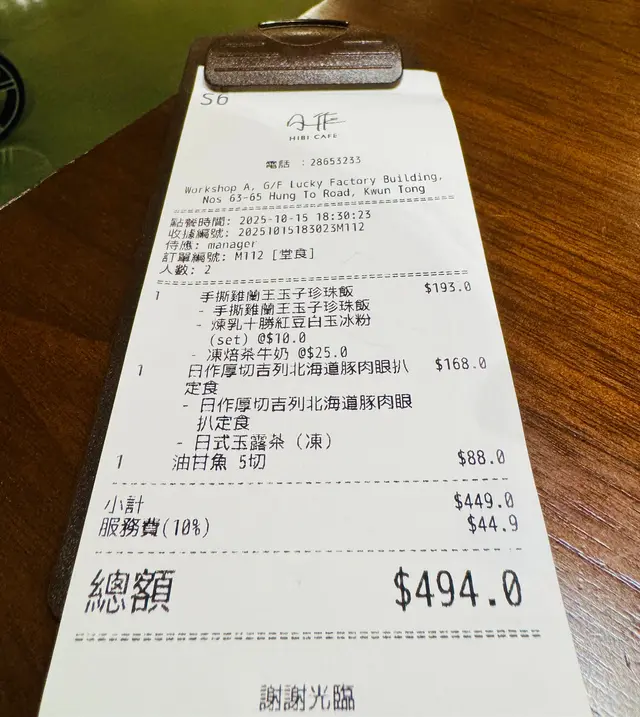 S6
日作
HIBI CAFE
電話 : 28653233
Workshop A, G/F Lucky Factory Building,
Nos 63-65 Hung To Road, Kwun Tong
點餐時間: 2025-10-15 18:30:23
收據編號: 20251015183023M112
侍應: manager
訂單編號: M112 [堂食]
人數: 2
1 手撕雞蘭王玉子珍珠飯 $193.0
- 手撕雞蘭王玉子珍珠飯
- 煉乳十勝紅豆白玉冰粉
(set) @$10.0
- 凍焙茶牛奶 @$25.0
1 日作厚切吉列北海道豚肉眼扒 $168.0
定食
- 日作厚切吉列北海道豚肉眼
扒定食
- 日式玉露茶 (凍)
1 油甘魚 5切 $88.0
小計 $449.0
服務費(10%) $44.9
總額 $494.0
謝謝光臨